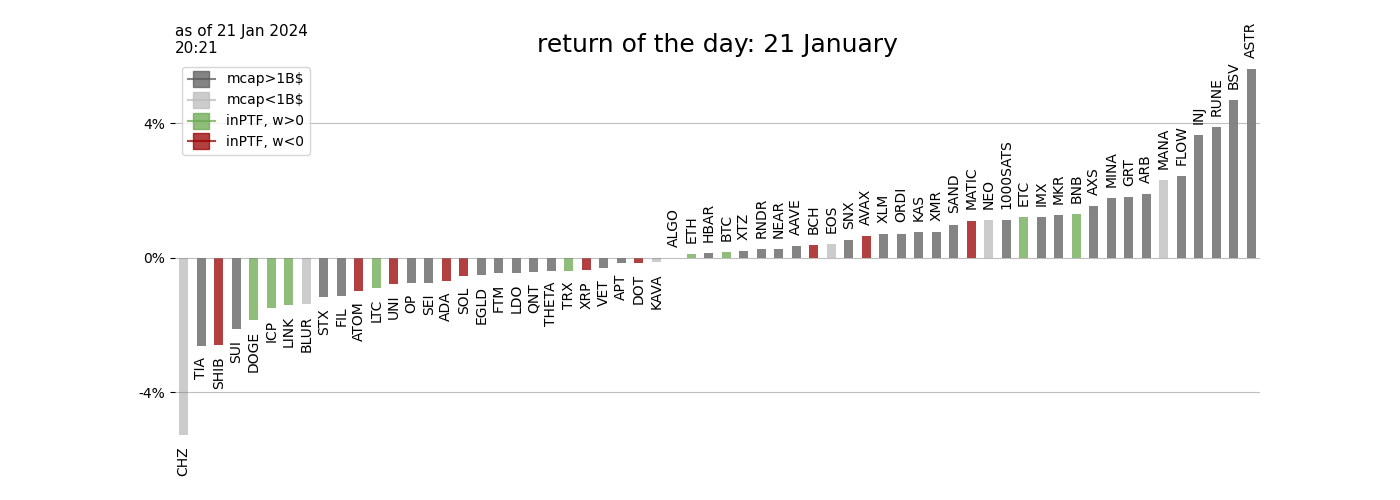 as of 21 Jan 2024
20:21
return of the day: 21 January
mcap>1B$
mcap<1B$
inPTF, w>0
inPTF, w<0
4%
0%
-4%
CHZ
TIA
SHIB
SUI
DOGE
ICP
LINK
BLUR
STX
FIL
ATOM
LTC
UNI
OP
SEI
ADA
SOL
EGLD
FTM
LDO
QNT
THETA
TRX
XRP
VET
APT
DOT
KAVA
ALGO
ETH
HBAR
BTC
XTZ
RNDR
NEAR
AAVE
BCH
EOS
SNX
AVAX
XLM
ORDI
KAS
XMR
SAND
MATIC
NEO
1000SATS
ETC
IMX
MKR
BNB
AXS
MINA
GRT
ARB
MANA
FLOW
INJ
RUNE
BSV
ASTR